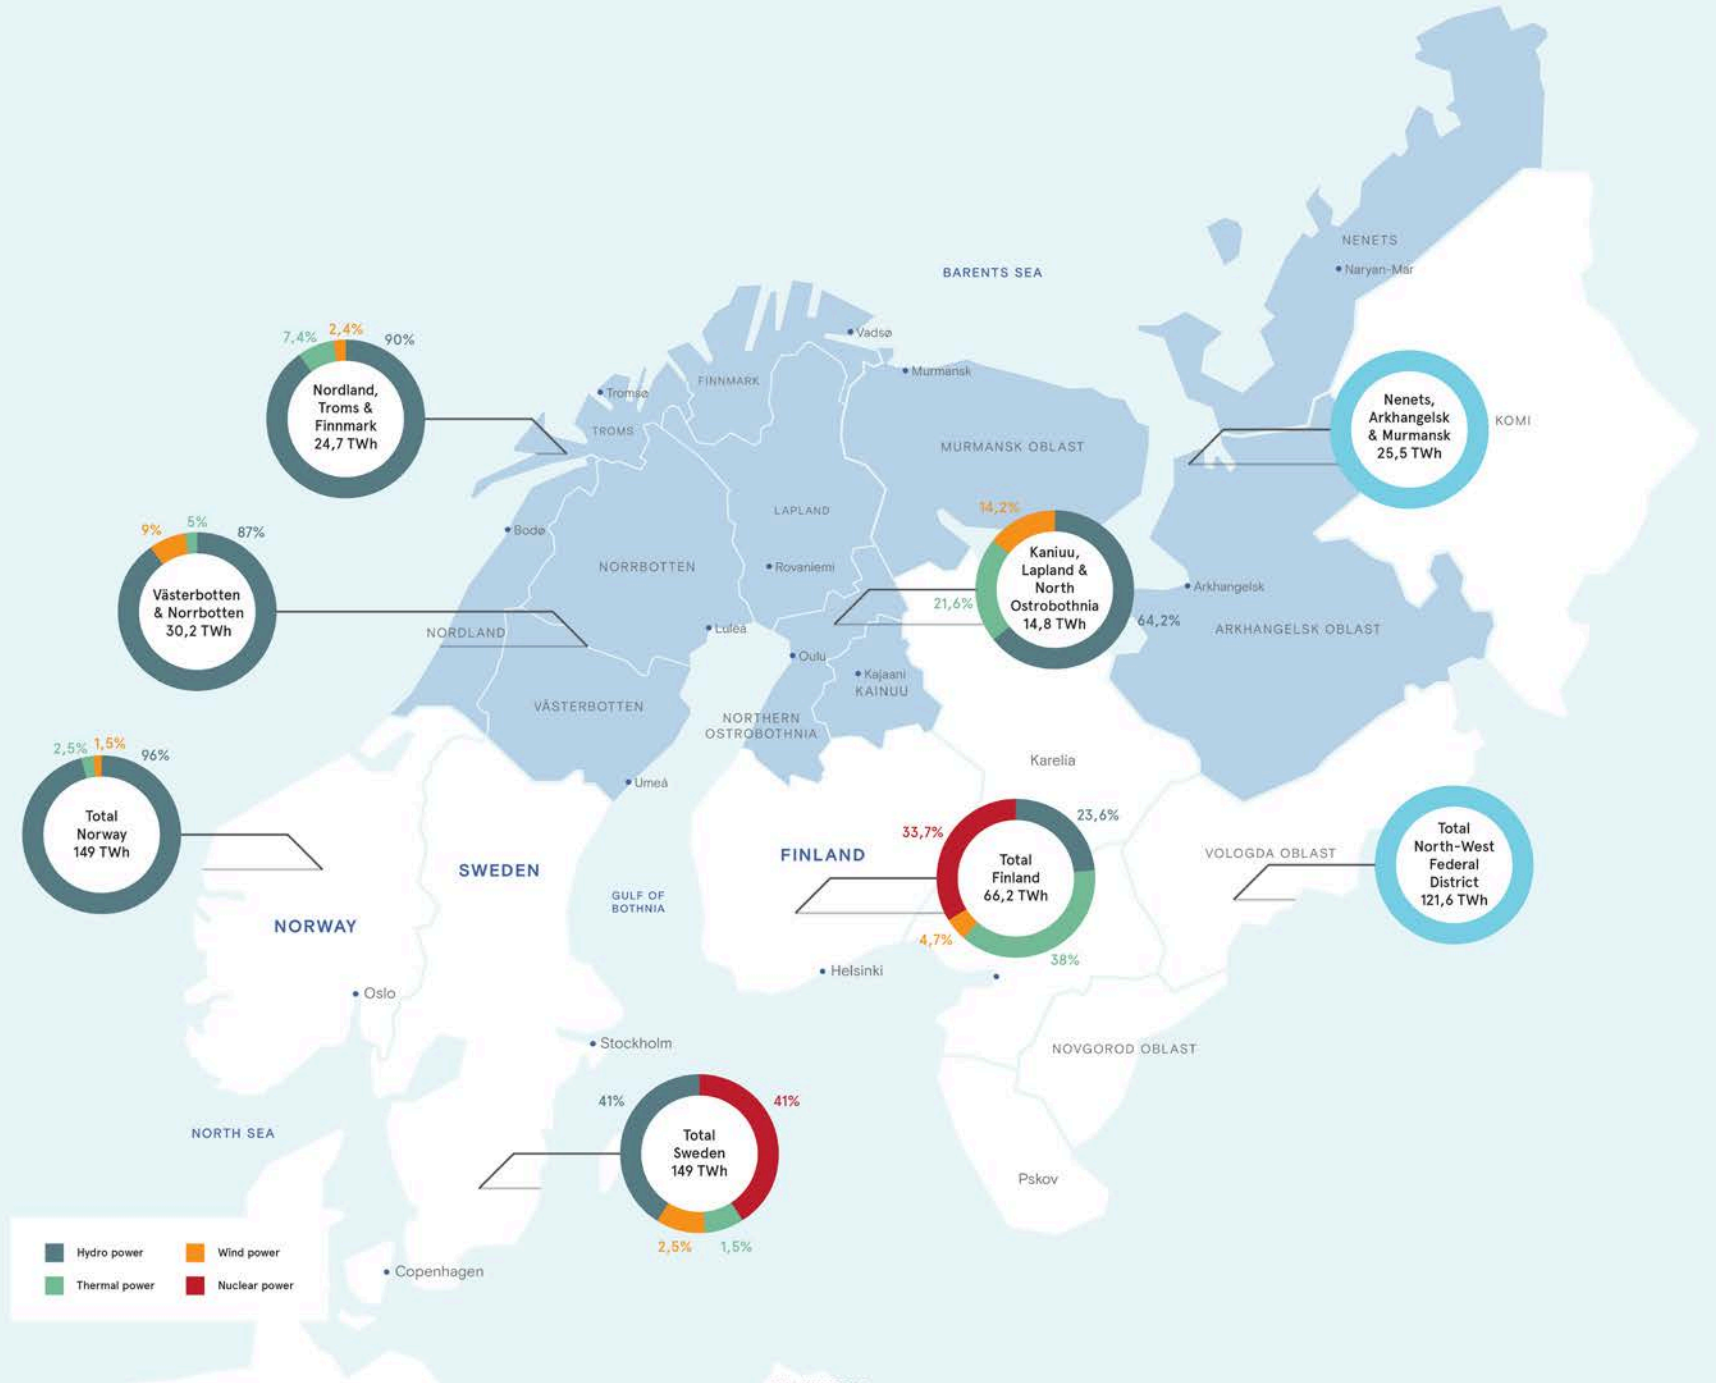 NENETS
Naryan-Mar
BARENTS SEA
2,4%
7,4%
90%
Nordland,
Troms &
Finnmark
24,7 TWh
Vadsø
Murmansk
FINNMARK
Tromsø
TROMS
MURMANSK OBLAST
Nenets,
Arkhangelsk
& Murmansk
25,5 TWh
KOMI
9%
5%
87%
Västerbotten
& Norrbotten
30,2 TWh
Bodø
LAPLAND
NORRBOTTEN
Rovaniemi
14,2%
Kaniuu,
Lapland &
North
Ostrobothnia
14,8 TWh
21,6%
64,2%
Arkhangelsk
ARKHANGELSK OBLAST
NORDLAND
Luleå
Oulu
Kajaani
KAINUU
VÄSTERBOTTEN
NORTHERN
OSTROBOTHNIA
Karelia
Umeå
2,5%
1,5%
96%
Total
Norway
149 TWh
33,7%
23,6%
Total
Finland
66,2 TWh
4,7%
38%
FINLAND
VOLOGDA OBLAST
Total
North-West
Federal
District
121,6 TWh
SWEDEN
GULF OF
BOTHNIA
NORWAY
Helsinki
Oslo
Stockholm
NOVGOROD OBLAST
41%
41%
Total
Sweden
149 TWh
2,5%
1,5%
NORTH SEA
Pskov
Hydro power
Wind power
Thermal power
Nuclear power
Copenhagen